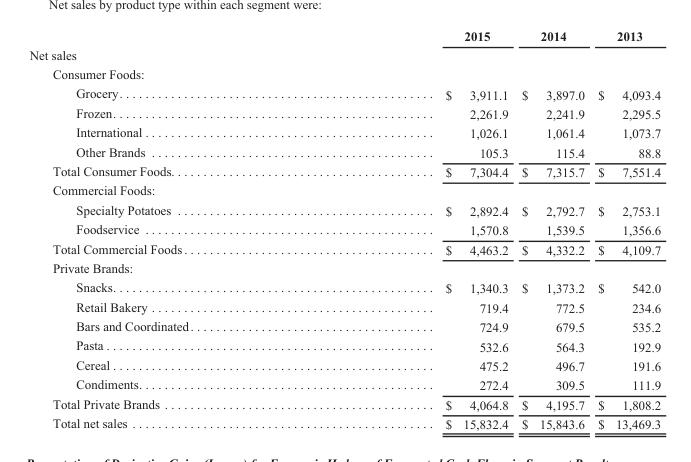 Net sales by product type within each segment were:
2015 2014 2013
Net sales
Consumer Foods:
Grocery. . . . . . . . . . . . . . . . . . . . $ 3,911.1 $ 3,897.0 $ 4,093.4
Frozen. . . . . . . . . . . . . . . . . . . . 2,261.9 2,241.9 2,295.5
International . . . . . . . . . . . . . . . . . . . . 1,026.1 1,061.4 1,073.7
Other Brands . . . . . . . . . . . . . . . . . . . . 105.3 115.4 88.8
Total Consumer Foods. . . . . . . . . . . . . . . . . . . . $ 7,304.4 $ 7,315.7 $ 7,551.4
Commercial Foods:
Specialty Potatoes . . . . . . . . . . . . . . . . . . . . $ 2,892.4 $ 2,792.7 $ 2,753.1
Foodservice . . . . . . . . . . . . . . . . . . . . 1,570.8 1,539.5 1,356.6
Total Commercial Foods . . . . . . . . . . . . . . . . . . . . $ 4,463.2 $ 4,332.2 $ 4,109.7
Private Brands:
Snacks. . . . . . . . . . . . . . . . . . . . $ 1,340.3 $ 1,373.2 $ 542.0
Retail Bakery . . . . . . . . . . . . . . . . . . . . 719.4 772.5 234.6
Bars and Coordinated . . . . . . . . . . . . . . . . . . . . 724.9 679.5 535.2
Pasta . . . . . . . . . . . . . . . . . . . . 532.6 564.3 192.9
Cereal . . . . . . . . . . . . . . . . . . . . 475.2 496.7 191.6
Condiments. . . . . . . . . . . . . . . . . . . . 272.4 309.5 111.9
Total Private Brands . . . . . . . . . . . . . . . . . . . . $ 4,064.8 $ 4,195.7 $ 1,808.2
Total net sales . . . . . . . . . . . . . . . . . . . . $ 15,832.4 $ 15,843.6 $ 13,469.3